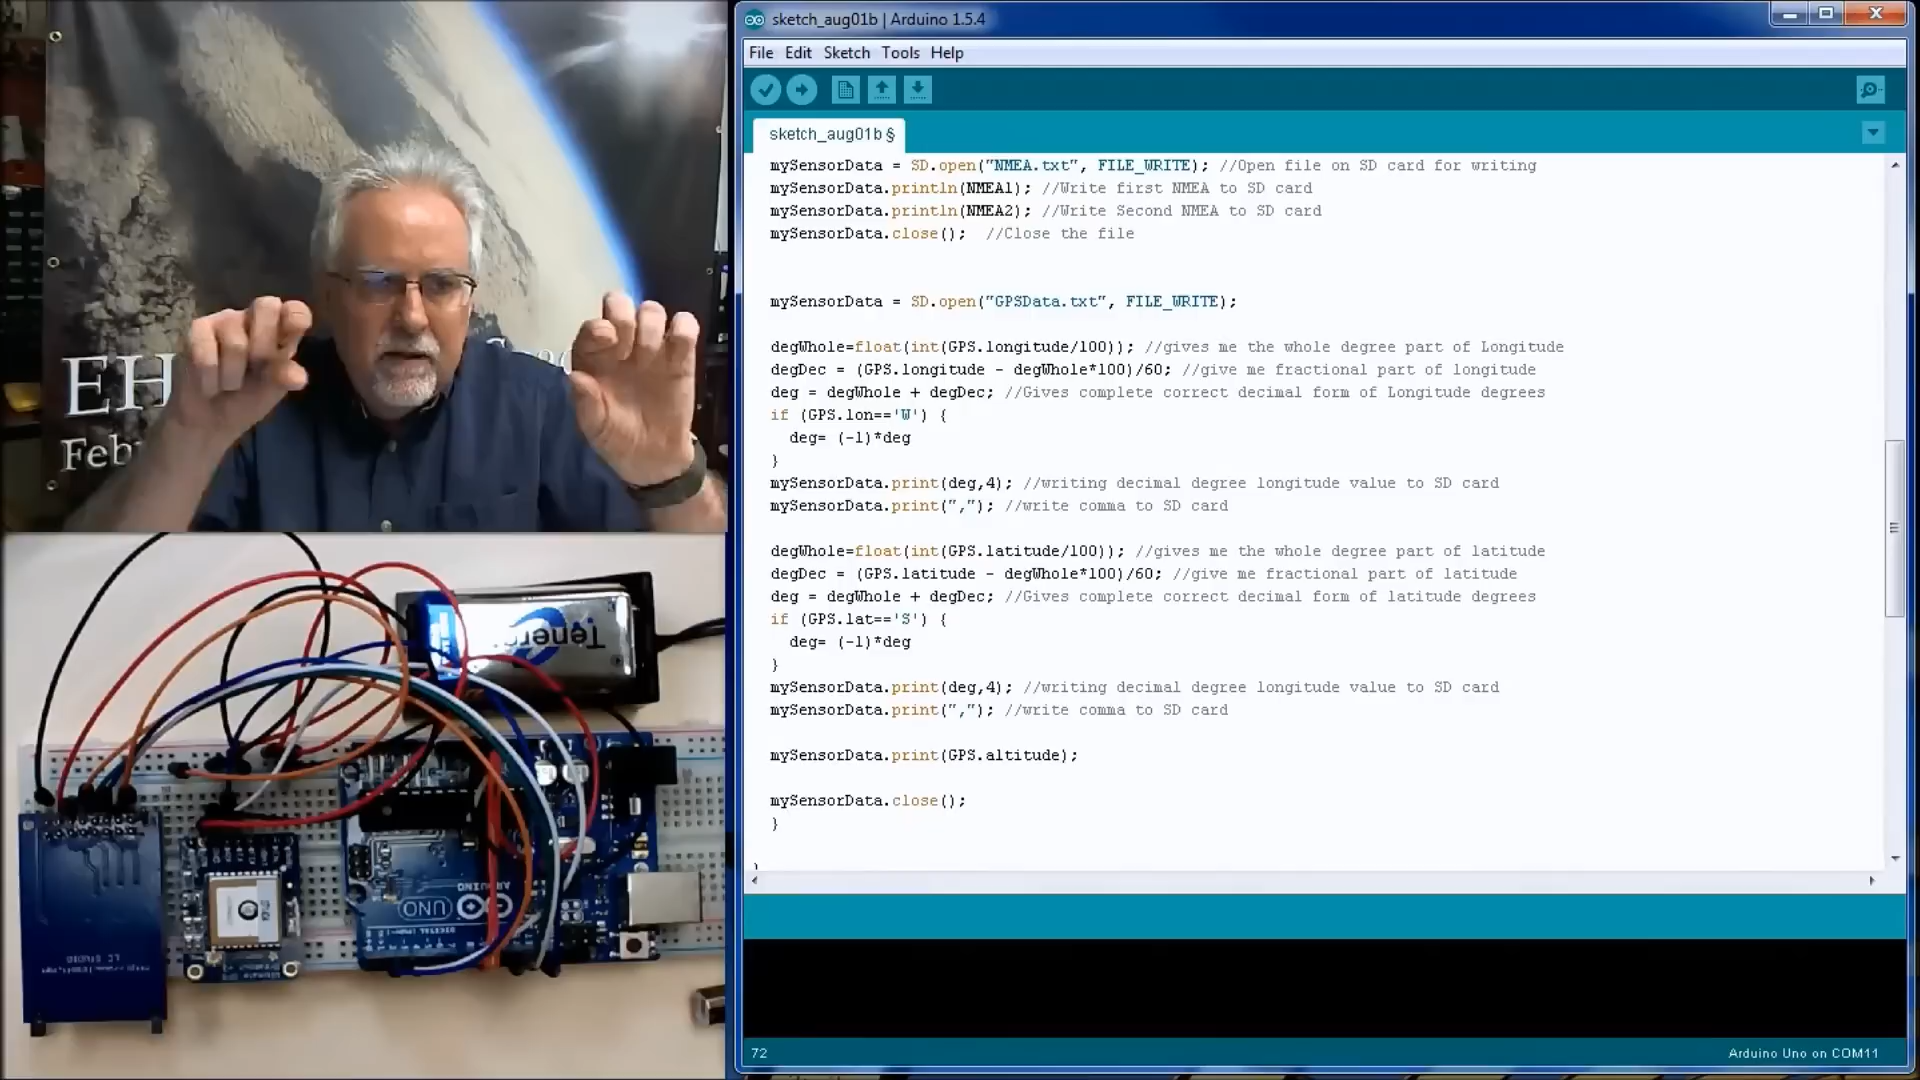 EH
Febr
Tener
UNO
ARDUINO
LC STUDIO
sketch_aug01b | Arduino 1.5.4
File Edit Sketch Tools Help
sketch_aug01b §
mySensorData = SD.open("NMEA.txt", FILE_WRITE); //Open file on SD card for writing
mySensorData.println(NMEA1); //Write first NMEA to SD card
mySensorData.println(NMEA2); //Write Second NMEA to SD card
mySensorData.close();  //Close the file
mySensorData = SD.open("GPSData.txt", FILE_WRITE);
degWhole=float(int(GPS.longitude/100)); //gives me the whole degree part of Longitude
degDec = (GPS.longitude - degWhole*100)/60; //give me fractional part of longitude
deg = degWhole + degDec; //Gives complete correct decimal form of Longitude degrees
if (GPS.lon=='W') {
deg= (-1)*deg
}
mySensorData.print(deg,4); //writing decimal degree longitude value to SD card
mySensorData.print(","); //write comma to SD card
degWhole=float(int(GPS.latitude/100)); //gives me the whole degree part of latitude
degDec = (GPS.latitude - degWhole*100)/60; //give me fractional part of latitude
deg = degWhole + degDec; //Gives complete correct decimal form of latitude degrees
if (GPS.lat=='S') {
deg= (-1)*deg
}
mySensorData.print(deg,4); //writing decimal degree longitude value to SD card
mySensorData.print(","); //write comma to SD card
mySensorData.print(GPS.altitude);
mySensorData.close();
}
72
Arduino Uno on COM11